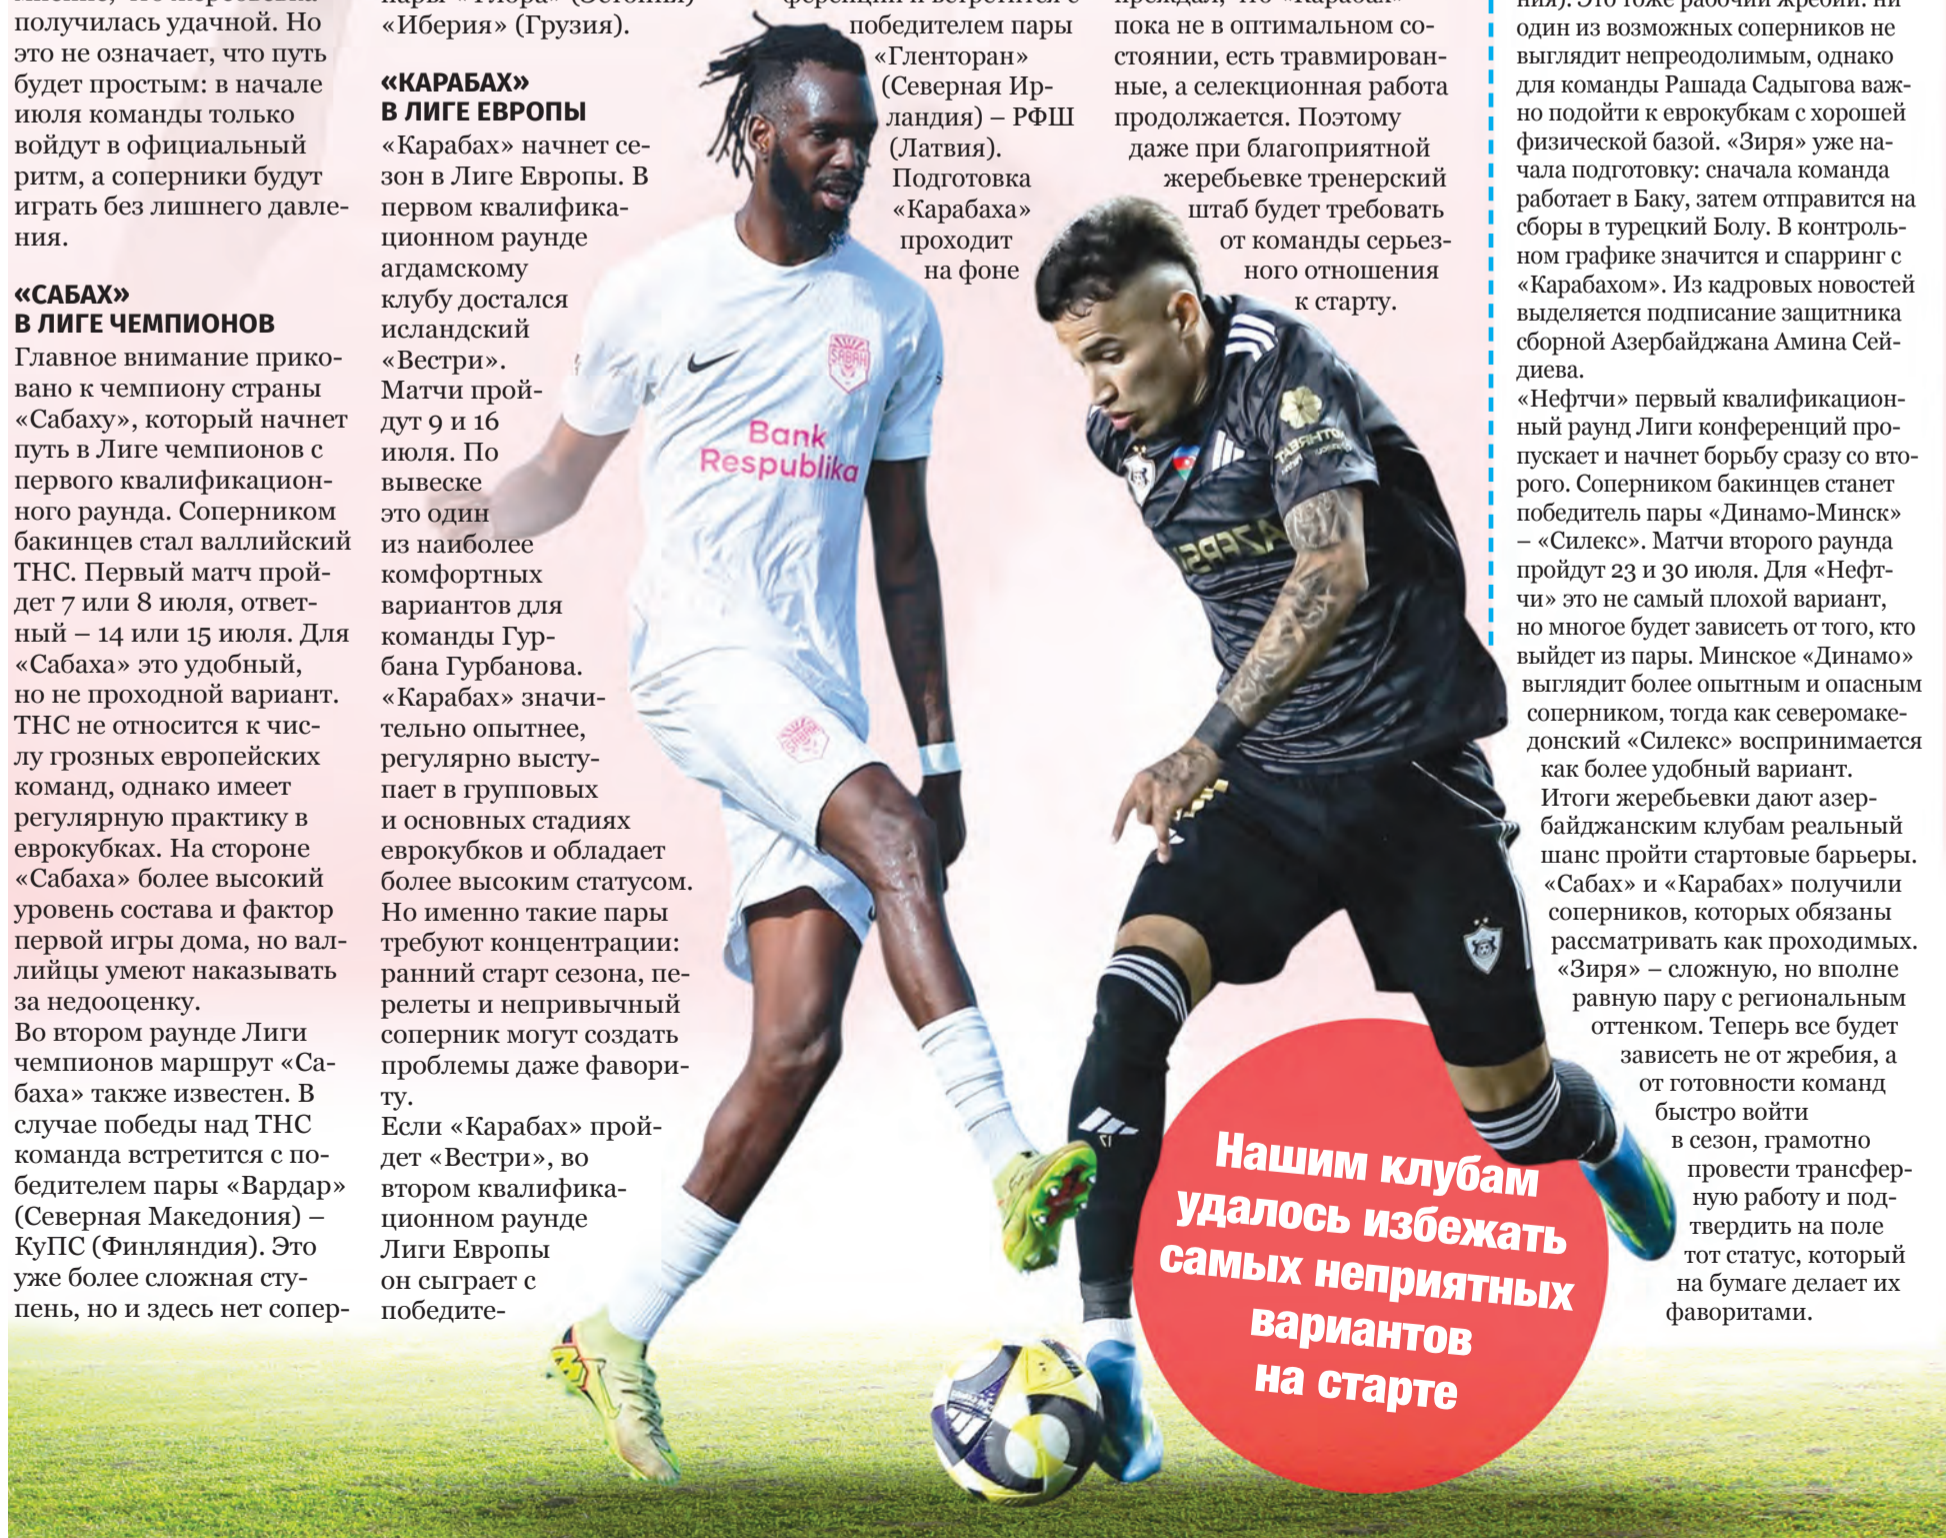 получилась удачной. Но
это не означает, что путь
будет простым: в начале
июля команды только
войдут в официальный
ритм, а соперники будут
играть без лишнего давле-
ния.
«САБАХ»
В ЛИГЕ ЧЕМПИОНОВ
Главное внимание прико-
вано к чемпиону страны
«Сабаху», который начнет
путь в Лиге чемпионов с
первого квалификацион-
ного раунда. Соперником
бакинцев стал валлийский
ТНС. Первый матч прой-
дет 7 или 8 июля, ответ-
ный – 14 или 15 июля. Для
«Сабаха» это удобный,
но не проходной вариант.
ТНС не относится к чис-
лу грозных европейских
команд, однако имеет
регулярную практику в
еврокубках. На стороне
«Сабаха» более высокий
уровень состава и фактор
первой игры дома, но вал-
лийцы умеют наказывать
за недооценку.
Во втором раунде Лиги
чемпионов маршрут «Са-
баха» также известен. В
случае победы над ТНС
команда встретится с по-
бедителем пары «Вардар»
(Северная Македония) –
КуПС (Финляндия). Это
уже более сложная сту-
пень, но и здесь нет сопер-
«Иберия» (Грузия).
«КАРАБАХ»
В ЛИГЕ ЕВРОПЫ
«Карабах» начнет се-
зон в Лиге Европы. В
первом квалифика-
ционном раунде
агдамскому
клубу достался
исландский
«Вестри».
Матчи прой-
дут 9 и 16
июля. По
вывеске
это один
из наиболее
комфортных
вариантов для
команды Гур-
бана Гурбанова.
«Карабах» значи-
тельно опытнее,
регулярно высту-
пает в групповых
и основных стадиях
еврокубков и обладает
более высоким статусом.
Но именно такие пары
требуют концентрации:
ранний старт сезона, пе-
релеты и непривычный
соперник могут создать
проблемы даже фавори-
ту.
Если «Карабах» прой-
дет «Вестри», во
втором квалифика-
ционном раунде
Лиги Европы
он сыграет с
победите-
победителем пары
«Гленторан»
(Северная Ир-
ландия) – РФШ
(Латвия).
Подготовка
«Карабаха»
проходит
на фоне
пока не в оптимальном со-
стоянии, есть травмирован-
ные, а селекционная работа
продолжается. Поэтому
даже при благоприятной
жеребьевке тренерский
штаб будет требовать
от команды серьез-
ного отношения
к старту.
SABAH
Bank
Respublika
SABAH
Нашим клубам
удалось избежать
самых неприятных
вариантов
на старте
ния). Это тоже рабочий жребий: ни
один из возможных соперников не
выглядит непреодолимым, однако
для команды Рашада Садыгова важ-
но подойти к еврокубкам с хорошей
физической базой. «Зиря» уже на-
чала подготовку: сначала команда
работает в Баку, затем отправится на
сборы в турецкий Болу. В контроль-
ном графике значится и спарринг с
«Карабахом». Из кадровых новостей
выделяется подписание защитника
сборной Азербайджана Амина Сей-
диева.
«Нефтчи» первый квалификацион-
ный раунд Лиги конференций про-
пускает и начнет борьбу сразу со вто-
рого. Соперником бакинцев станет
победитель пары «Динамо-Минск»
– «Силекс». Матчи второго раунда
пройдут 23 и 30 июля. Для «Нефт-
чи» это не самый плохой вариант,
но многое будет зависеть от того, кто
выйдет из пары. Минское «Динамо»
выглядит более опытным и опасным
соперником, тогда как северомаке-
донский «Силекс» воспринимается
как более удобный вариант.
Итоги жеребьевки дают азер-
байджанским клубам реальный
шанс пройти стартовые барьеры.
«Сабах» и «Карабах» получили
соперников, которых обязаны
рассматривать как проходимых.
«Зиря» – сложную, но вполне
равную пару с региональным
оттенком. Теперь все будет
зависеть не от жребия, а
от готовности команд
быстро войти
в сезон, грамотно
провести трансфер-
ную работу и под-
твердить на поле
тот статус, который
на бумаге делает их
фаворитами.